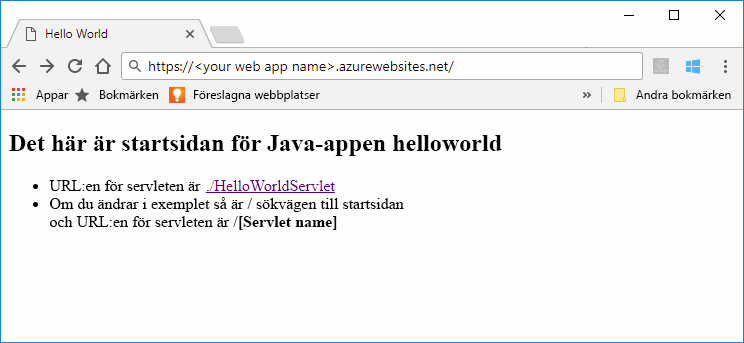 Hello World
https://<your web app name>.azurewebsites.net/
Appar Bokmärken Föreslagna webbplatser » Andra bokmärken
Det här är startsidan för Java-appen helloworld
• URL:en för servleten är ./HelloWorldServlet
• Om du ändrar i exemplet så är / sökvägen till startsidan
och URL:en för servleten är /[Servlet name]